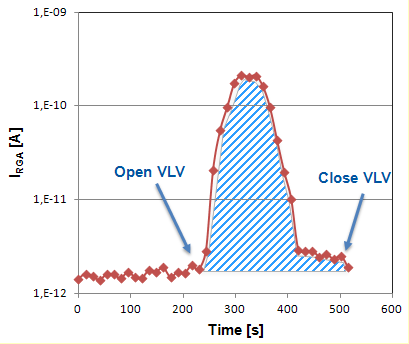 1,E-09
1,E-10
1,E-11
1,E-12
I_RGA [A]
Open VLV
Close VLV
0 100 200 300 400 500 600
Time [s]